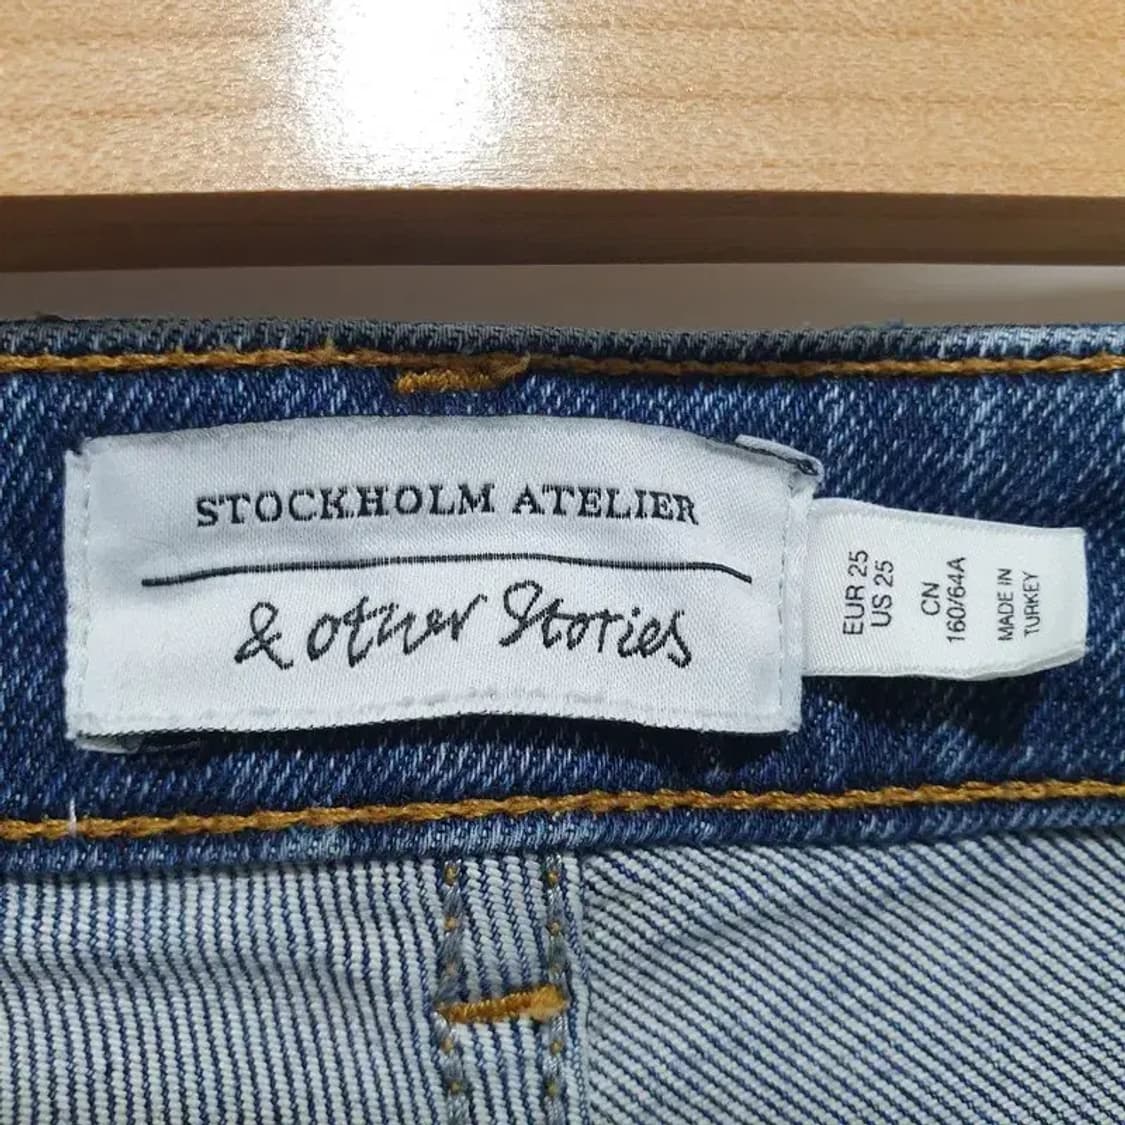 STOCKHOLM ATELIER
& other Stories
EUR 25
US 25
CN
160/64A
MADE IN
TURKEY